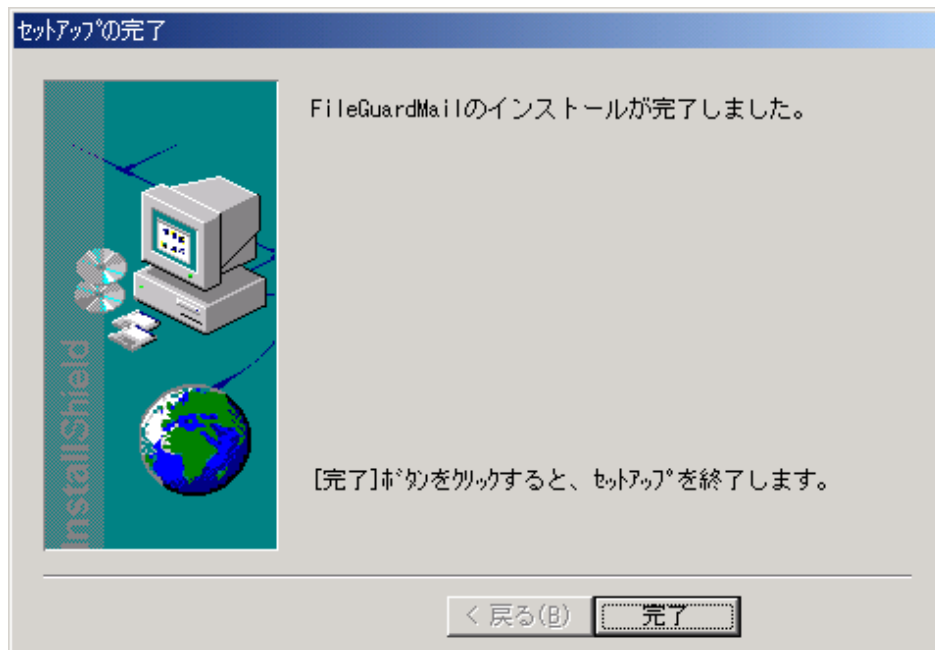 ｾｯﾄｱｯﾌﾟの完了
FileGuardMailのインストールが完了しました。
InstallShield
[完了]ﾎﾞﾀﾝをｸﾘｯｸすると、ｾｯﾄｱｯﾌﾟを終了します。
< 戻る(B)
完了